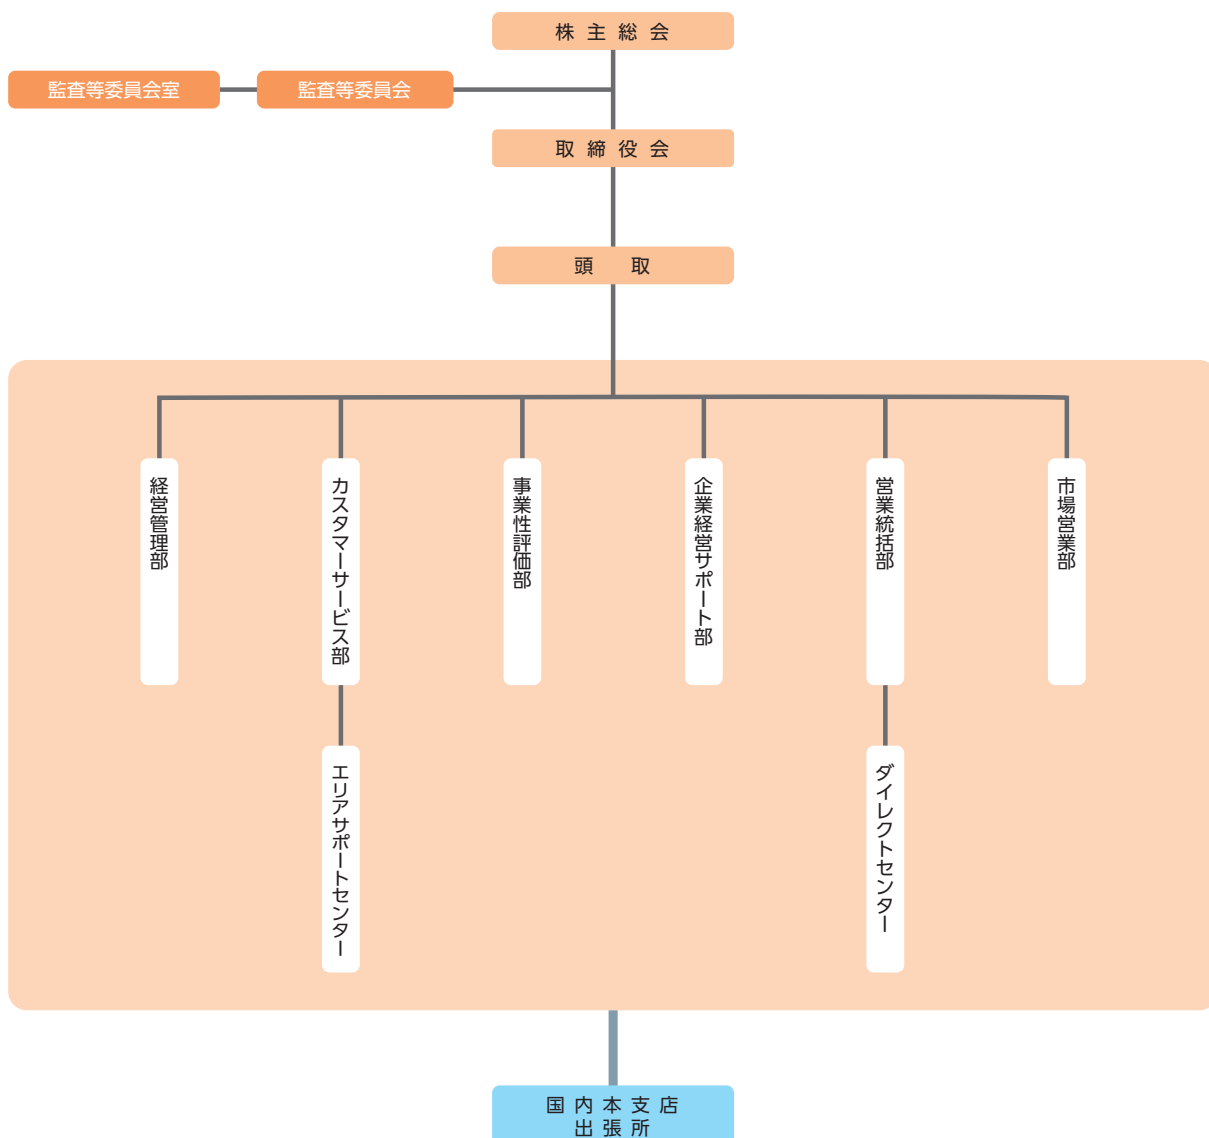 株主総会
監査等委員会室
監査等委員会
取締役会
頭取
経営管理部
カスタマーサービス部
事業性評価部
企業経営サポート部
営業統括部
市場営業部
エリアサポートセンター
ダイレクトセンター
国内本支店
出張所